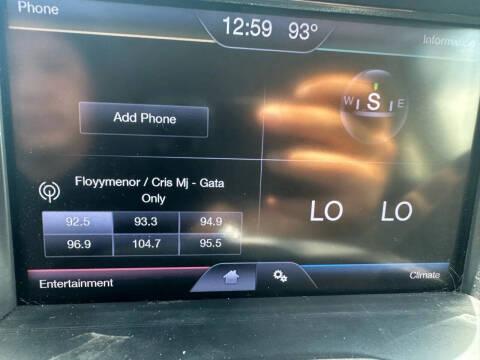 Phone
12:59 93°
Information
W S E
Add Phone
Floyymenor / Cris Mj - Gata
Only
LO LO
92.5 93.3 94.9
96.9 104.7 95.5
Entertainment
Climate